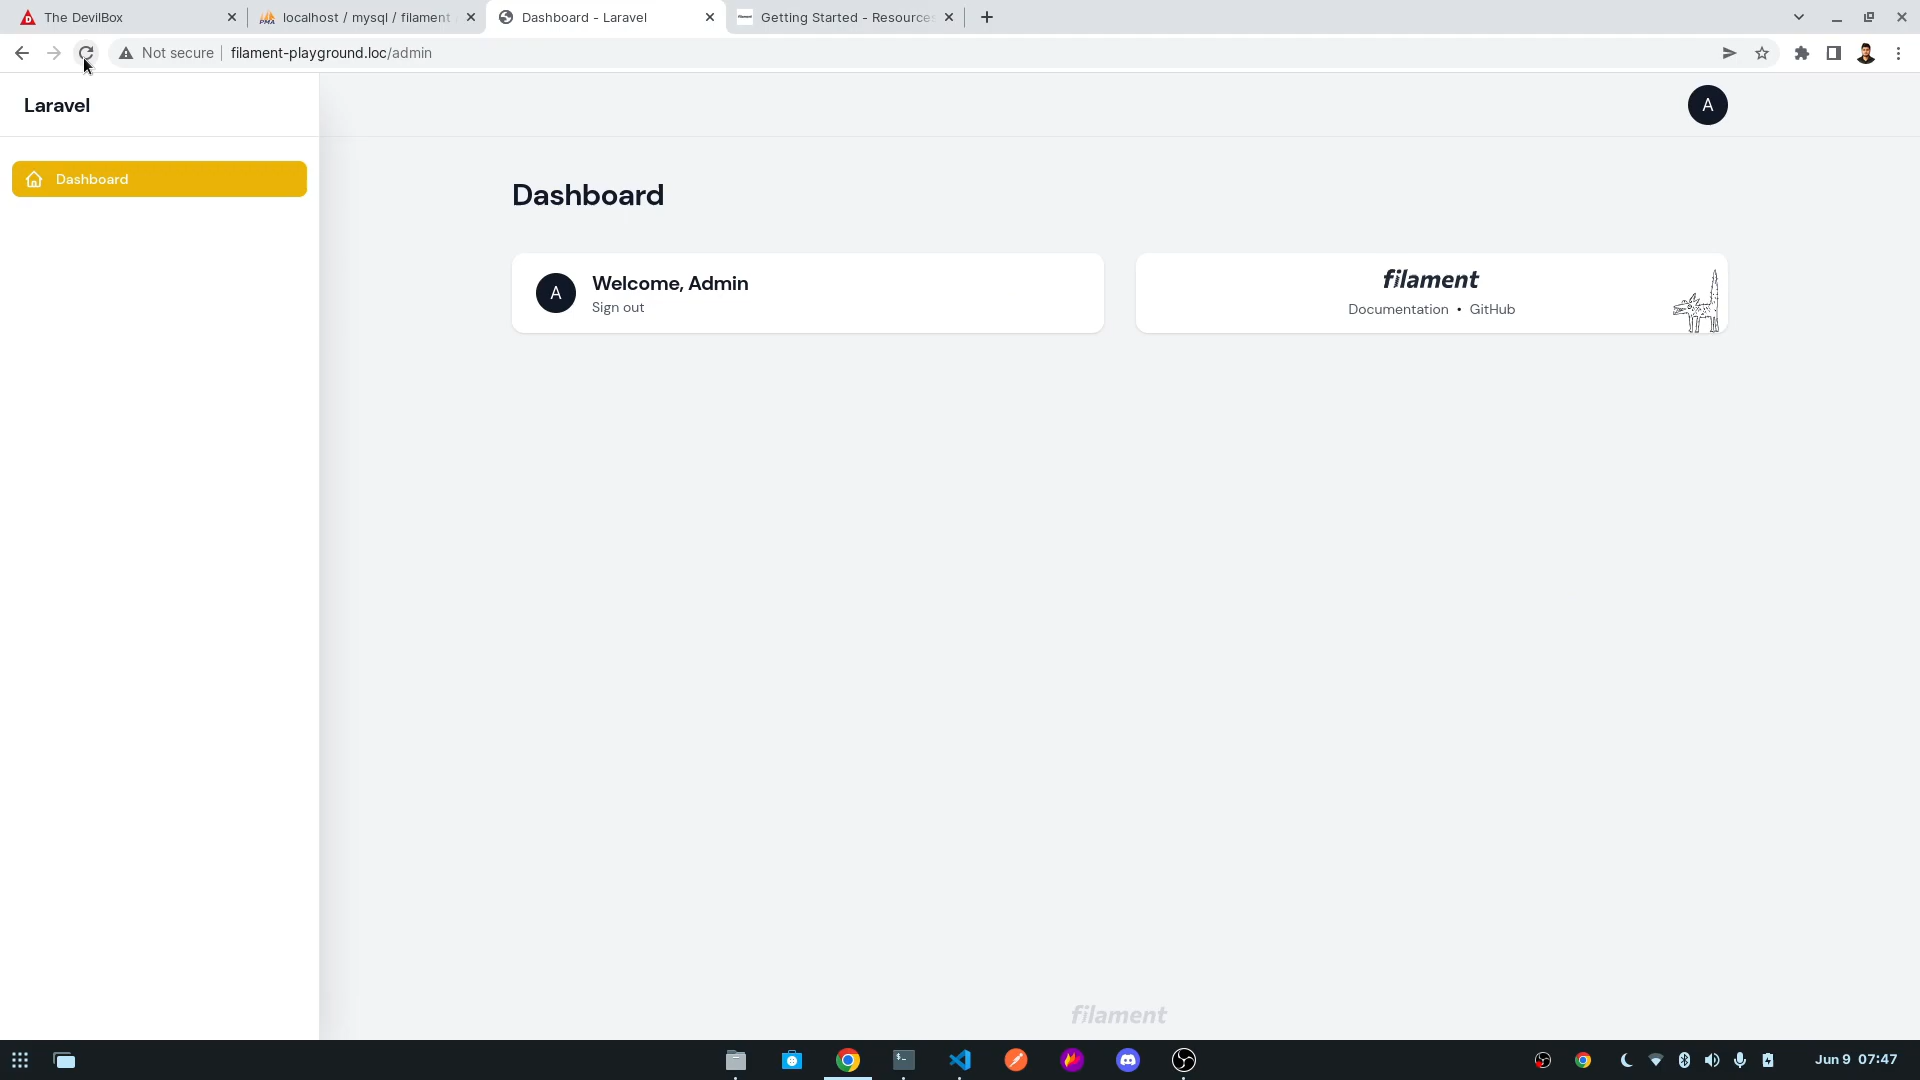 The DevilBox
localhost / mysql / filament
Dashboard - Laravel
Getting Started - Resource
Not secure
filament-playground.loc/admin
Laravel
A
Dashboard
Dashboard
A
Welcome, Admin
Sign out
filament
Documentation • GitHub
filament
Jun 9 07:47